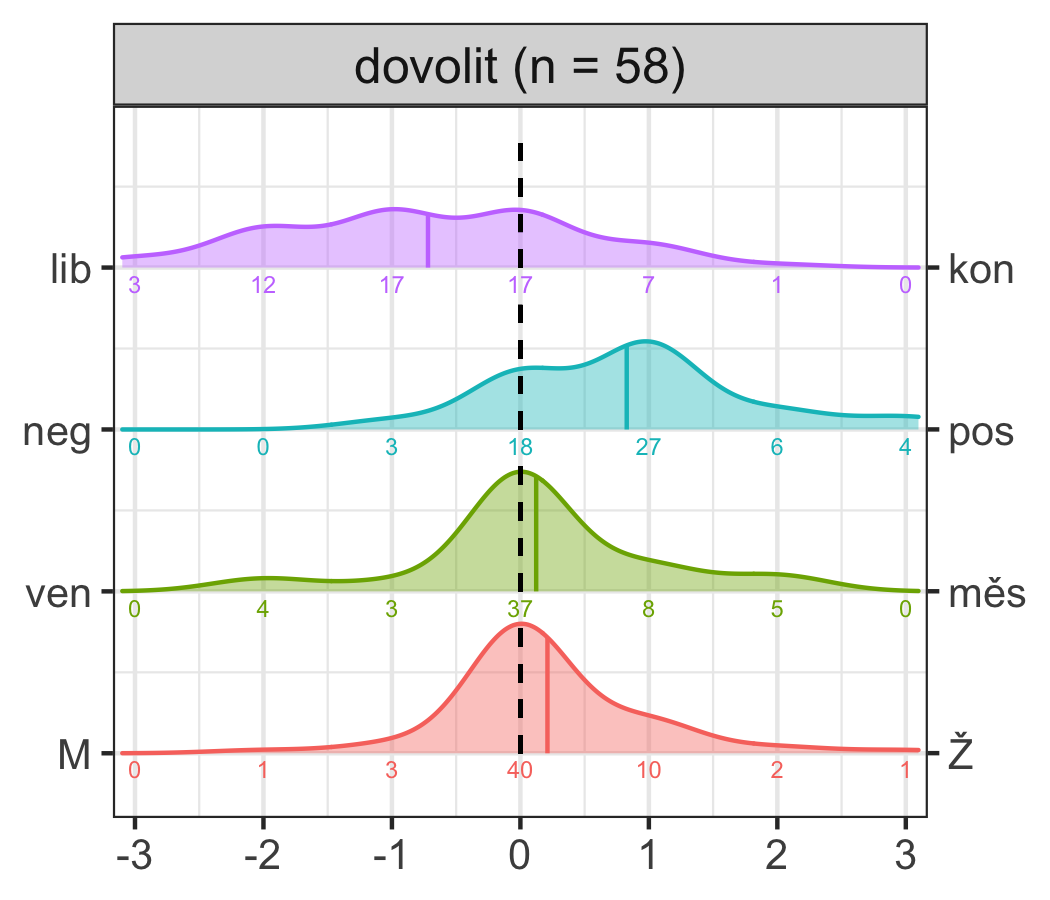 dovolit (n = 58)
lib kon
3 12 17 17 7 1 0
neg pos
0 0 3 18 27 6 4
ven měs
0 4 3 37 8 5 0
M Ž
0 1 3 40 10 2 1
-3 -2 -1 0 1 2 3